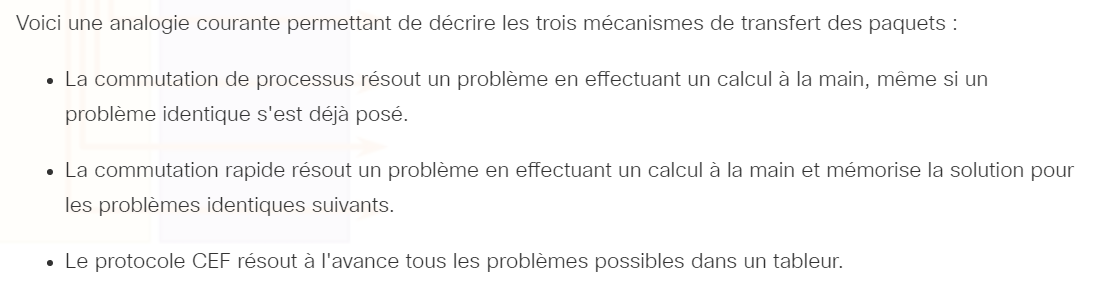 Voici une analogie courante permettant de décrire les trois mécanismes de transfert des paquets :
• La commutation de processus résout un problème en effectuant un calcul à la main, même si un
problème identique s'est déjà posé.
• La commutation rapide résout un problème en effectuant un calcul à la main et mémorise la solution pour
les problèmes identiques suivants.
• Le protocole CEF résout à l'avance tous les problèmes possibles dans un tableur.